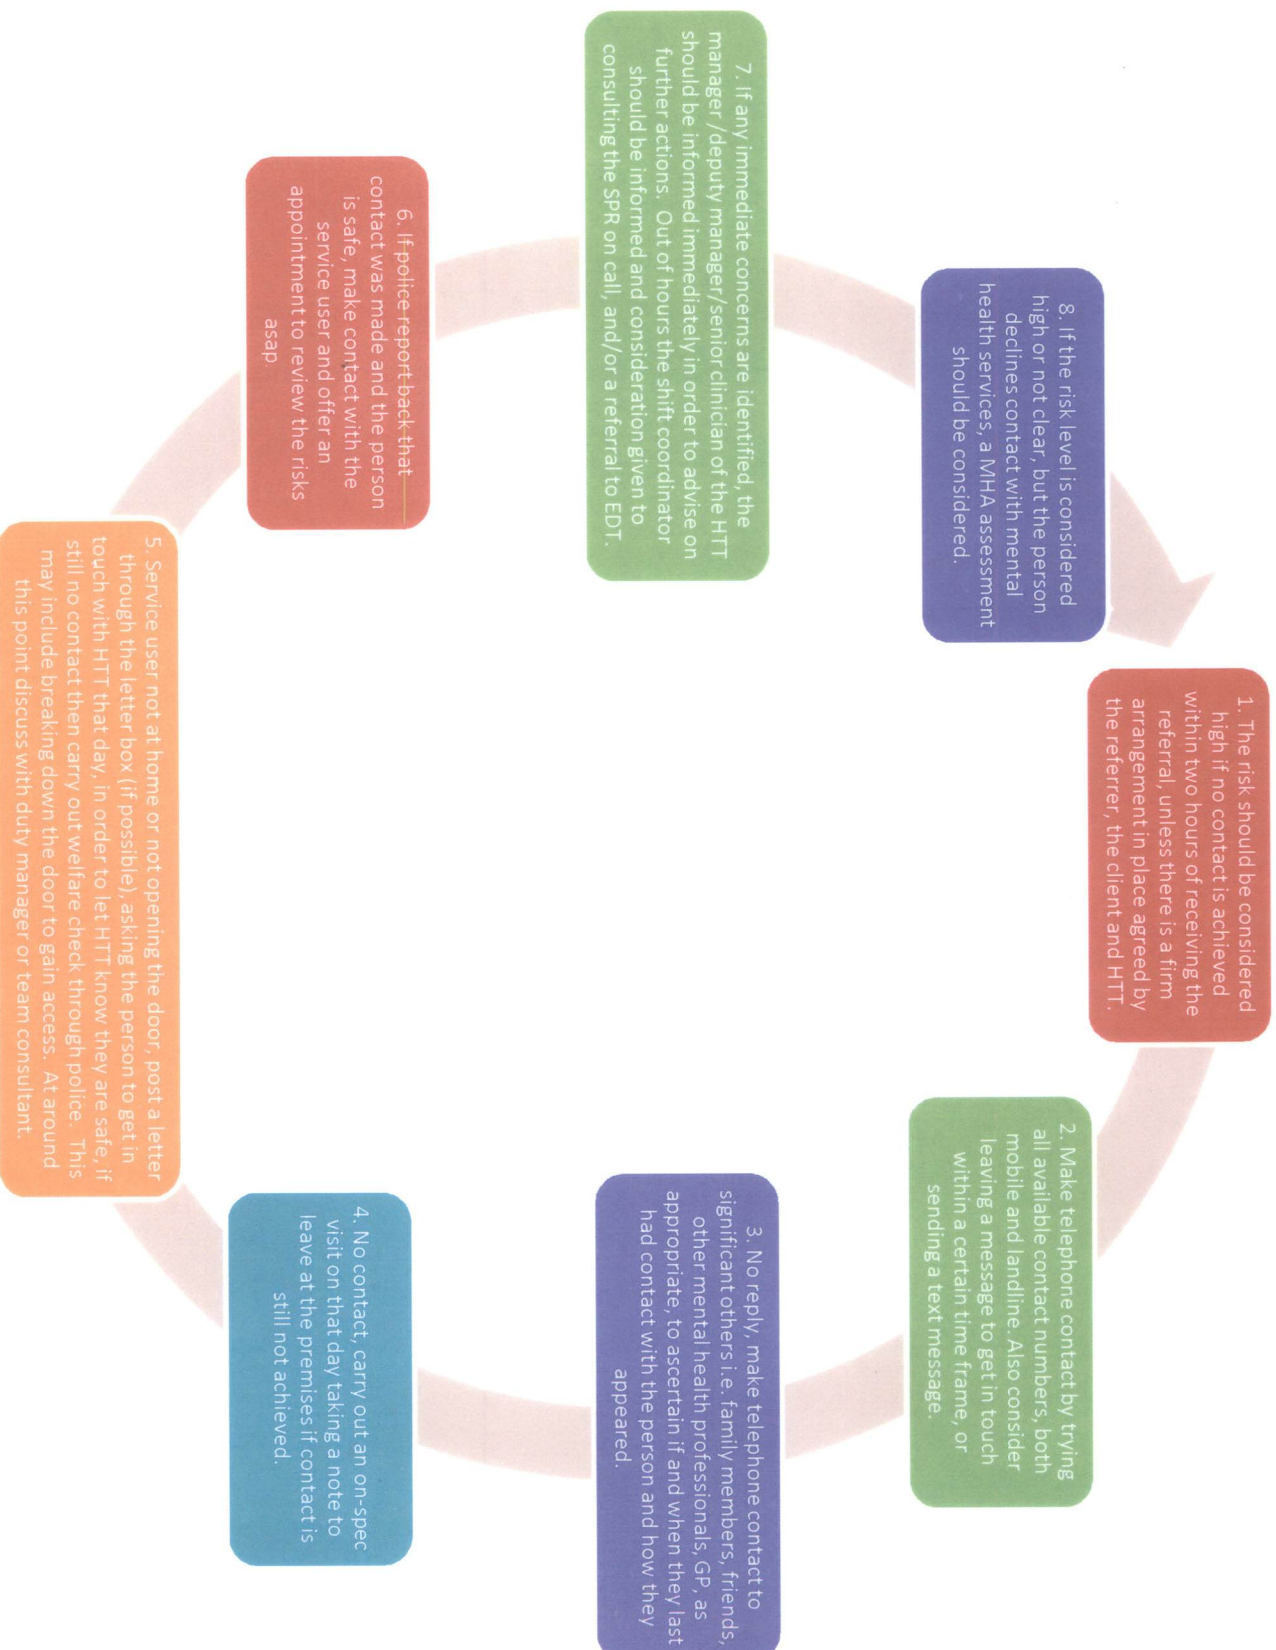 1. The risk should be considered
high if no contact is achieved
within two hours of receiving the
referral, unless there is a firm
arrangement in place agreed by
the referrer, the client and HTT.
2. Make telephone contact by trying
all available contact numbers, both
mobile and landline. Also consider
leaving a message to get in touch
within a certain time frame, or
sending a text message.
3. No reply, make telephone contact to
significant others i.e. family members, friends,
other mental health professionals, GP, as
appropriate, to ascertain if and when they last
had contact with the person and how they
appeared.
4. No contact, carry out an on-spec
visit on that day taking a note to
leave at the premises if contact is
still not achieved.
5. Service user not at home or not opening the door, post a letter
through the letter box (if possible), asking the person to get in
touch with HTT that day, in order to let HTT know they are safe, if
still no contact then carry out welfare check through police. This
may include breaking down the door to gain access. At around
this point discuss with duty manager or team consultant.
6. If police report back that
contact was made and the person
is safe, make contact with the
service user and offer an
appointment to review the risks
asap.
7. If any immediate concerns are identified, the
manager /deputy manager/senior clinician of the HTT
should be informed immediately in order to advise on
further actions. Out of hours the shift coordinator
should be informed and consideration given to
consulting the SPR on call, and/or a referral to EDT.
8. If the risk level is considered
high or not clear, but the person
declines contact with mental
health services, a MHA assessment
should be considered.